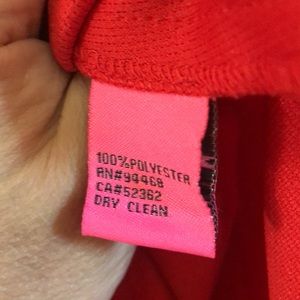 100%POLYESTER
RN#94468
CA#52362
DRY CLEAN